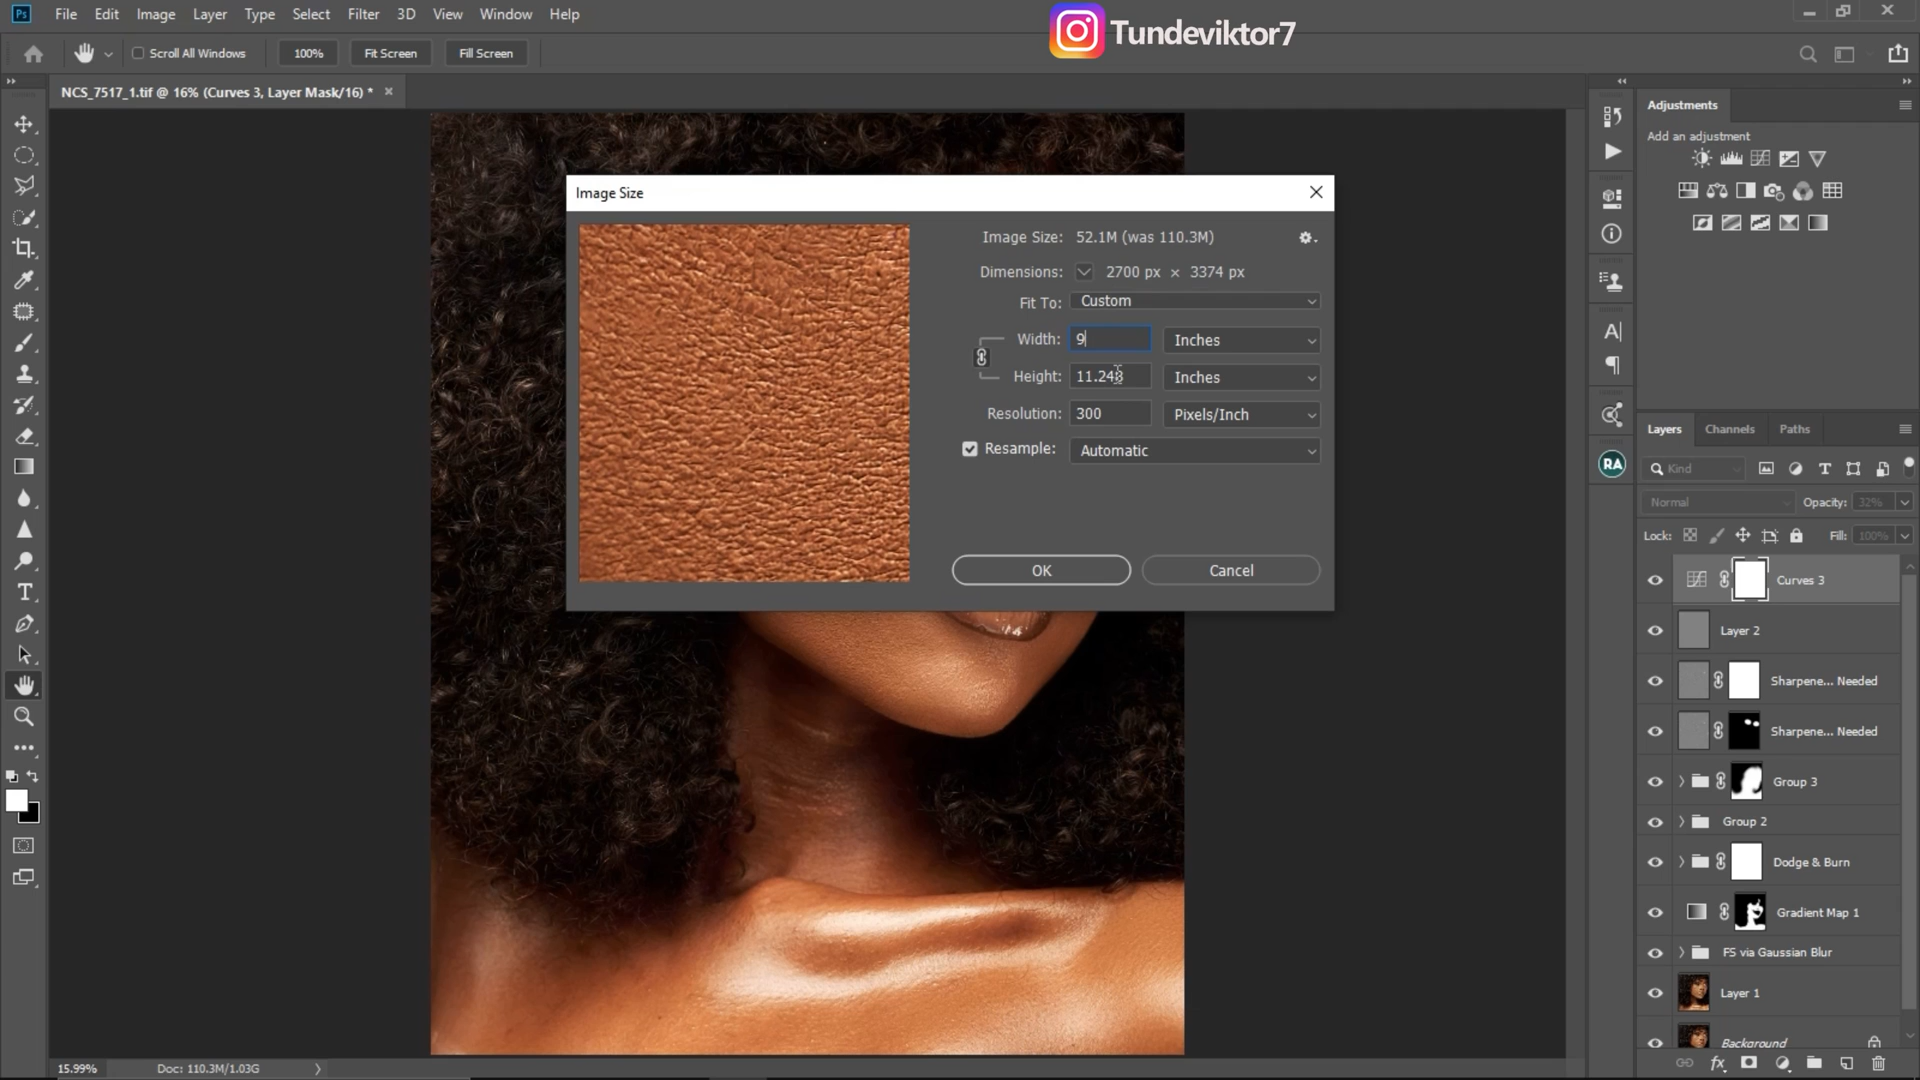 Ps File Edit Image Layer Type Select Filter 3D View Window Help
Tundeviktor7
Scroll All Windows 100% Fit Screen Fill Screen
NCS_7517_1.tif @ 16% (Curves 3, Layer Mask/16) *
Adjustments
Add an adjustment
Image Size
Image Size: 52.1M (was 110.3M)
Dimensions: 2700 px × 3374 px
Fit To: Custom
Width: 9 Inches
Height: 11.248 Inches
Resolution: 300 Pixels/Inch
Resample: Automatic
OK Cancel
RA
Layers Channels Paths
Kind
Normal Opacity: 32%
Lock: Fill: 100%
Curves 3
Layer 2
Sharpene... Needed
Sharpene... Needed
Group 3
Group 2
Dodge & Burn
Gradient Map 1
FS via Gaussian Blur
Layer 1
Background
15.99% Doc: 110.3M/1.03G